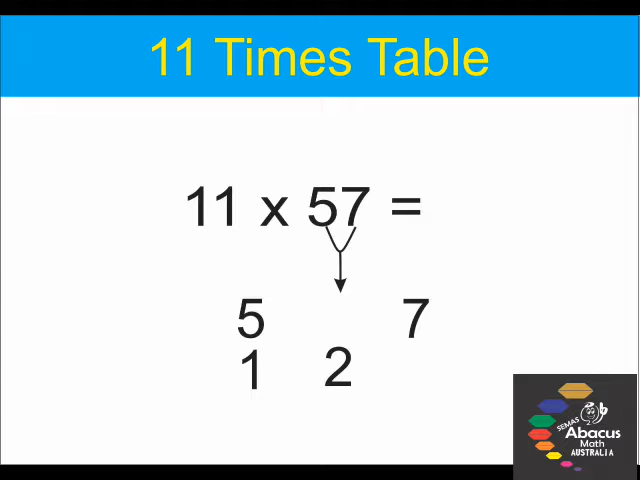 11 Times Table
11 x 57 =
5 7
1 2
SEMAS
Abacus
Math
AUSTRALIA